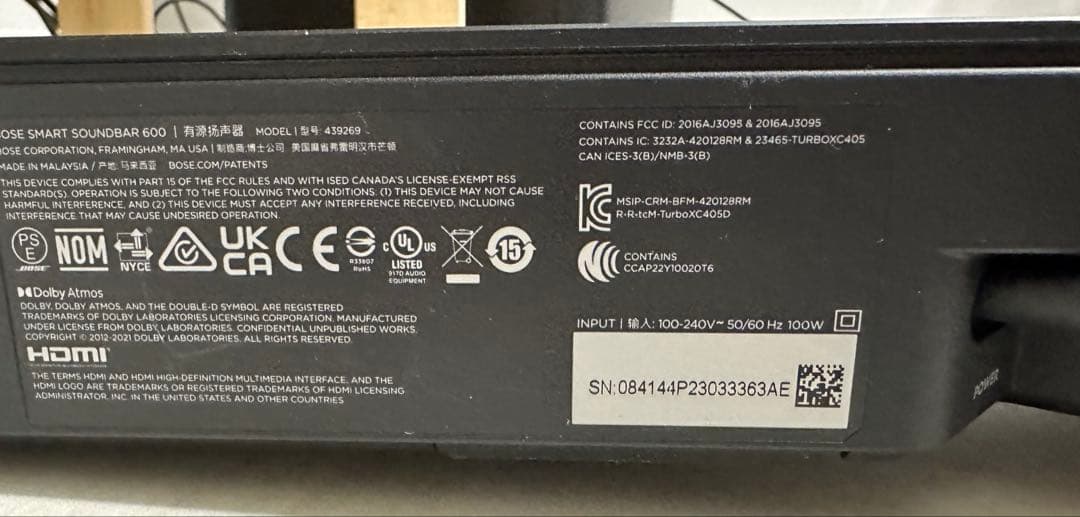 OSE SMART SOUNDBAR 600 | 有源扬声器 MODEL | 型号: 439269
OSE CORPORATION, FRAMINGHAM, MA USA | 制造商:博士公司 美国麻省弗雷明汉市芒顿
MADE IN MALAYSIA / 产地: 马来西亚 BOSE.COM/PATENTS
THIS DEVICE COMPLIES WITH PART 15 OF THE FCC RULES AND WITH ISED CANADA'S LICENSE-EXEMPT RSS
STANDARD(S). OPERATION IS SUBJECT TO THE FOLLOWING TWO CONDITIONS: (1) THIS DEVICE MAY NOT CAUSE
HARMFUL INTERFERENCE, AND (2) THIS DEVICE MUST ACCEPT ANY INTERFERENCE RECEIVED, INCLUDING
INTERFERENCE THAT MAY CAUSE UNDESIRED OPERATION.
PS
E
BOSE
NOM
NYCE
UK
CA
CE
R33807
RoHS
c UL US
LISTED
917D AUDIO
EQUIPMENT
15
Dolby Atmos
DOLBY, DOLBY ATMOS, AND THE DOUBLE-D SYMBOL ARE REGISTERED
TRADEMARKS OF DOLBY LABORATORIES LICENSING CORPORATION. MANUFACTURED
UNDER LICENSE FROM DOLBY LABORATORIES. CONFIDENTIAL UNPUBLISHED WORKS.
COPYRIGHT © 2012-2021 DOLBY LABORATORIES. ALL RIGHTS RESERVED.
HDMI
THE TERMS HDMI AND HDMI HIGH-DEFINITION MULTIMEDIA INTERFACE, AND THE
HDMI LOGO ARE TRADEMARKS OR REGISTERED TRADEMARKS OF HDMI LICENSING
ADMINISTRATOR, INC. IN THE UNITED STATES AND OTHER COUNTRIES
CONTAINS FCC ID: 2016AJ3095 & 2016AJ3095
CONTAINS IC: 3232A-420128RM & 23465-TURBOXC405
CAN ICES-3(B)/NMB-3(B)
MSIP-CRM-BFM-420128RM
R-R-tcM-TurboXC405D
CONTAINS
CCAP22Y10020T6
INPUT | 输入: 100-240V~ 50/60 Hz 100W
SN:084144P23033363AE
POWER